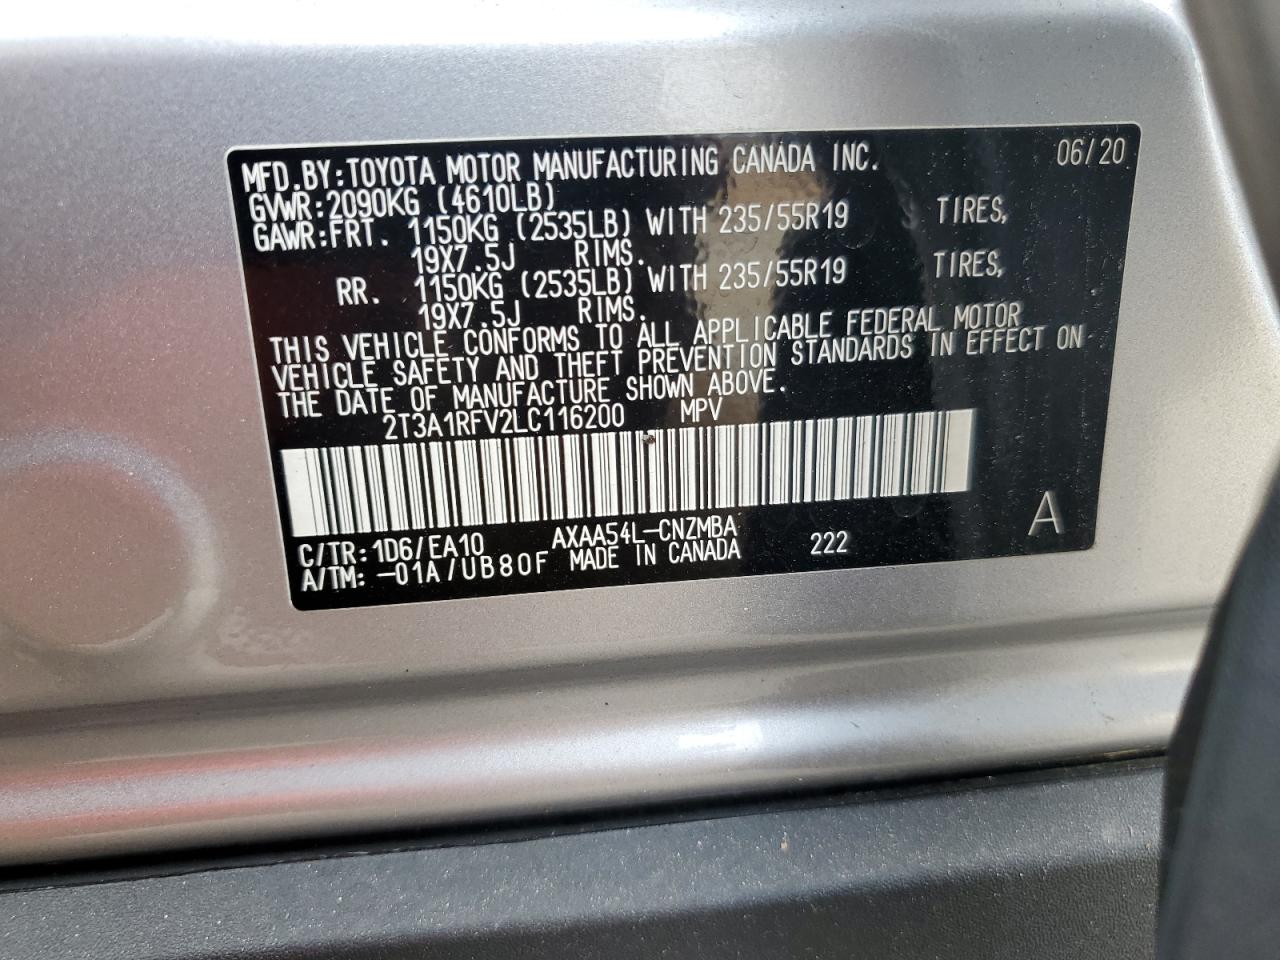 MFD.BY:TOYOTA MOTOR MANUFACTURING CANADA INC. 06/20
GVWR:2090KG (4610LB)
GAWR:FRT. 1150KG (2535LB) WITH 235/55R19 TIRES,
19X7.5J RIMS.
RR. 1150KG (2535LB) WITH 235/55R19 TIRES,
19X7.5J RIMS.
THIS VEHICLE CONFORMS TO ALL APPLICABLE FEDERAL MOTOR
VEHICLE SAFETY AND THEFT PREVENTION STANDARDS IN EFFECT ON
THE DATE OF MANUFACTURE SHOWN ABOVE.
2T3A1RFV2LC116200 MPV
A
C/TR: 1D6/EA10 AXAA54L-CNZMBA
A/TM: -01A/UB80F MADE IN CANADA 222